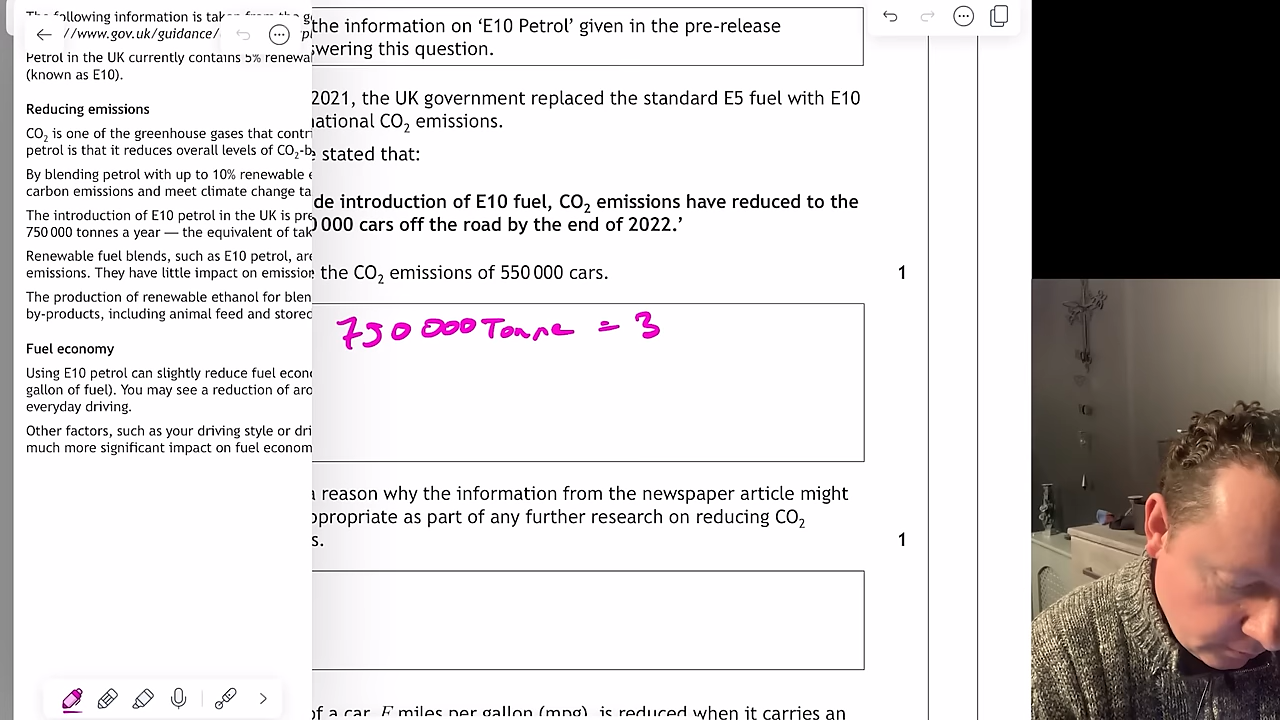 The following information is taken from the g
//www.gov.uk/guidance/
Petrol in the UK currently contains 5% renewa
(known as E10).
Reducing emissions
CO₂ is one of the greenhouse gases that contr
petrol is that it reduces overall levels of CO₂-b
By blending petrol with up to 10% renewable e
carbon emissions and meet climate change ta
The introduction of E10 petrol in the UK is pre
750 000 tonnes a year — the equivalent of tak
Renewable fuel blends, such as E10 petrol, are
emissions. They have little impact on emission
The production of renewable ethanol for blen
by-products, including animal feed and stored
Fuel economy
Using E10 petrol can slightly reduce fuel econ
gallon of fuel). You may see a reduction of aro
everyday driving.
Other factors, such as your driving style or dri
much more significant impact on fuel econom
the information on ‘E10 Petrol’ given in the pre-release
swering this question.
2021, the UK government replaced the standard E5 fuel with E10
national CO₂ emissions.
e stated that:
de introduction of E10 fuel, CO₂ emissions have reduced to the
0 000 cars off the road by the end of 2022.’
the CO₂ emissions of 550 000 cars. 1
750 000 Tonne = 3
a reason why the information from the newspaper article might
ppropriate as part of any further research on reducing CO₂
s. 1
of a car, F miles per gallon (mpg), is reduced when it carries an